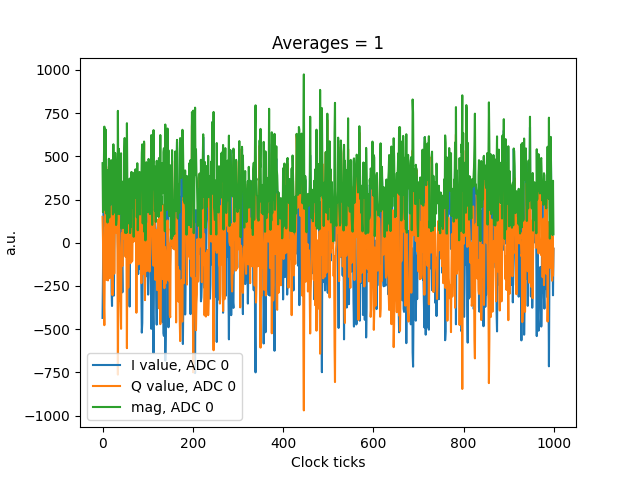 Averages = 1
1000
750
500
250
0
−250
−500
−750
−1000
a.u.
I value, ADC 0
Q value, ADC 0
mag, ADC 0
0 200 400 600 800 1000
Clock ticks